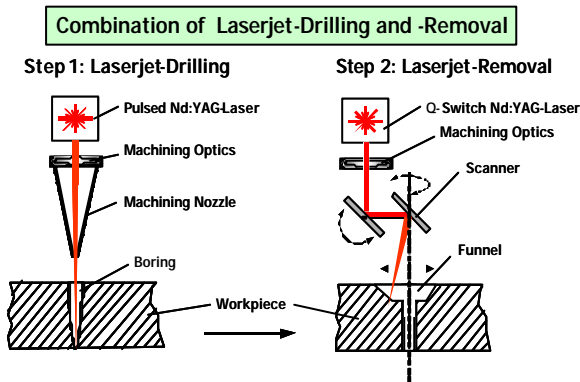 Combination of Laserjet-Drilling and -Removal
Step 1: Laserjet-Drilling
Pulsed Nd:YAG-Laser
Machining Optics
Machining Nozzle
Boring
Workpiece
Step 2: Laserjet-Removal
Q- Switch Nd:YAG-Laser
Machining Optics
Scanner
Funnel